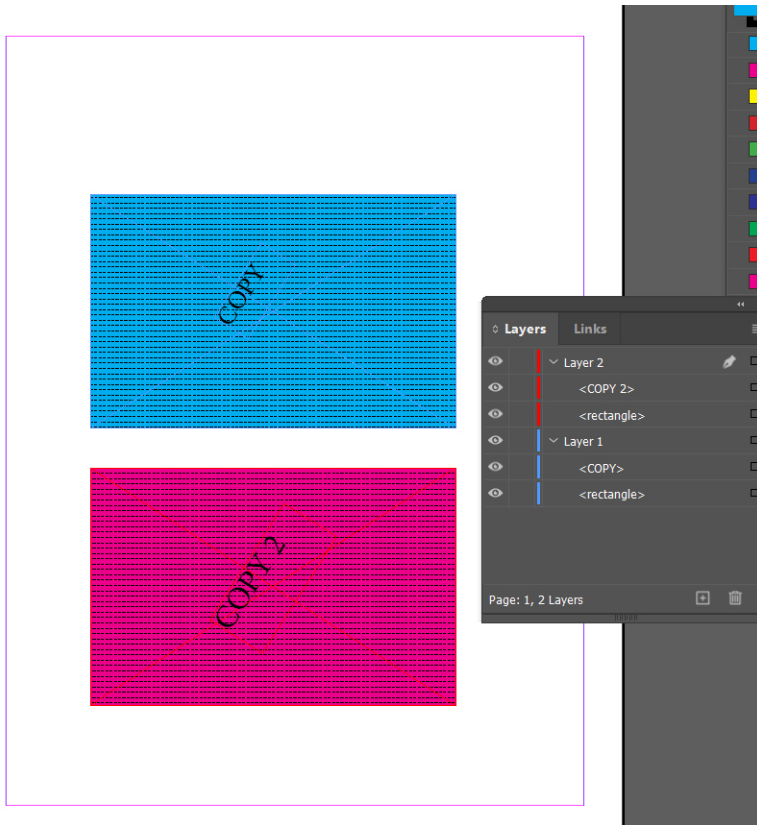 COPY
COPY 2
Layers
Links
Layer 2
<COPY 2>
<rectangle>
Layer 1
<COPY>
<rectangle>
Page: 1, 2 Layers